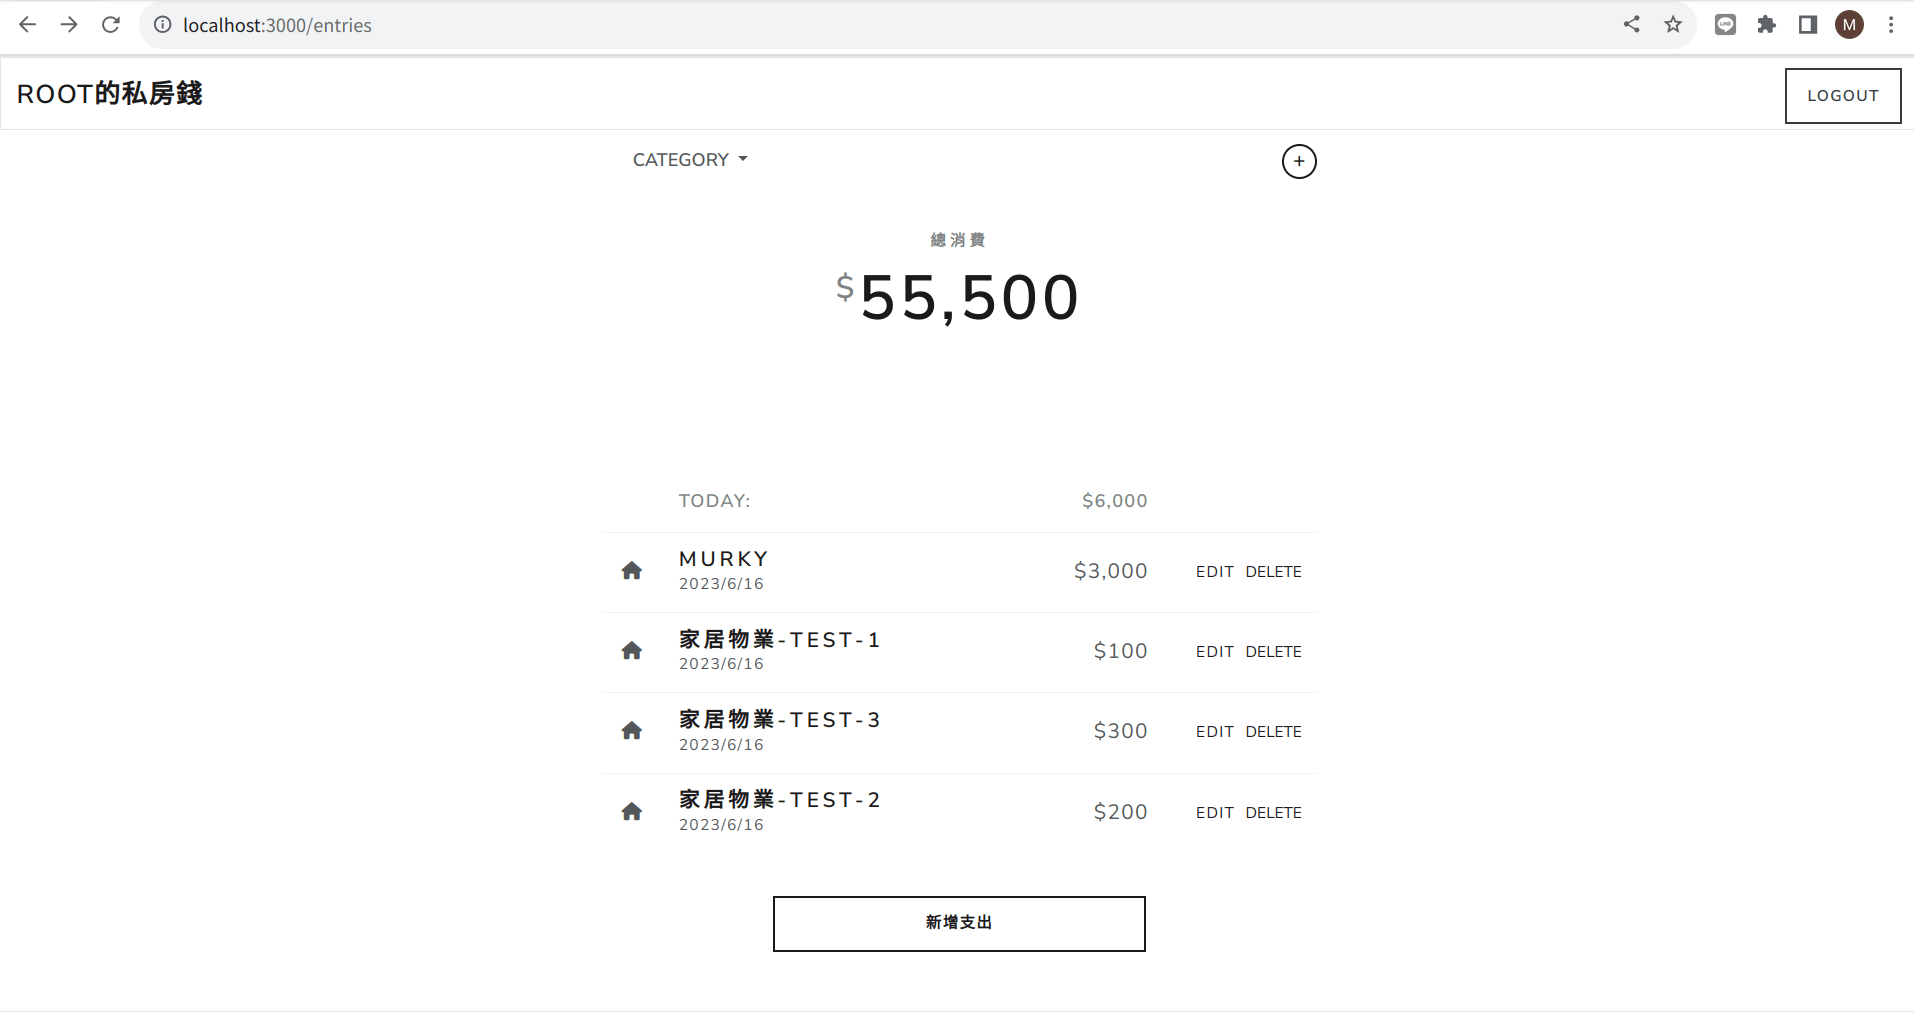 localhost:3000/entries
M
ROOT的私房錢
LOGOUT
CATEGORY
+
總消費
$55,500
TODAY: $6,000
MURKY
2023/6/16
$3,000 EDIT DELETE
家居物業-TEST-1
2023/6/16
$100 EDIT DELETE
家居物業-TEST-3
2023/6/16
$300 EDIT DELETE
家居物業-TEST-2
2023/6/16
$200 EDIT DELETE
新增支出